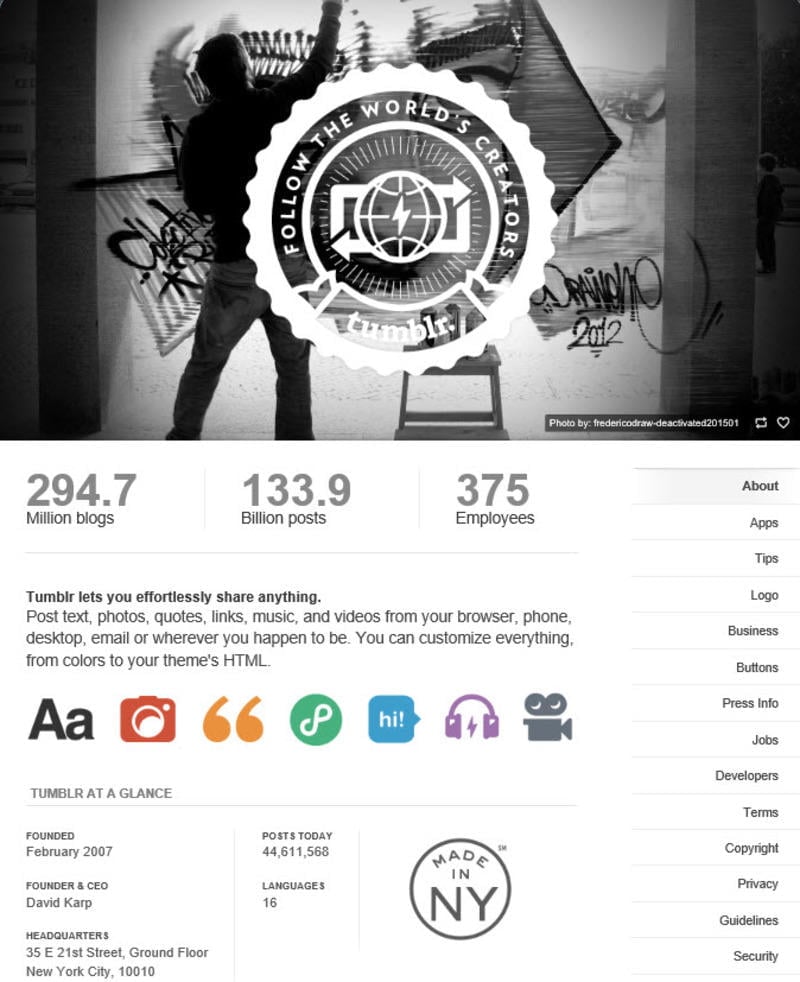 FOLLOW THE WORLD'S CREATORS
tumblr.
DRAWING
2012
Photo by: fredericodraw-deactivated201501
294.7
Million blogs
133.9
Billion posts
375
Employees
Tumblr lets you effortlessly share anything.
Post text, photos, quotes, links, music, and videos from your browser, phone,
desktop, email or wherever you happen to be. You can customize everything,
from colors to your theme's HTML.
Aa
hi!
TUMBLR AT A GLANCE
FOUNDED
February 2007
FOUNDER & CEO
David Karp
HEADQUARTERS
35 E 21st Street, Ground Floor
New York City, 10010
POSTS TODAY
44,611,568
LANGUAGES
16
MADE
IN
NY
SM
About
Apps
Tips
Logo
Business
Buttons
Press Info
Jobs
Developers
Terms
Copyright
Privacy
Guidelines
Security